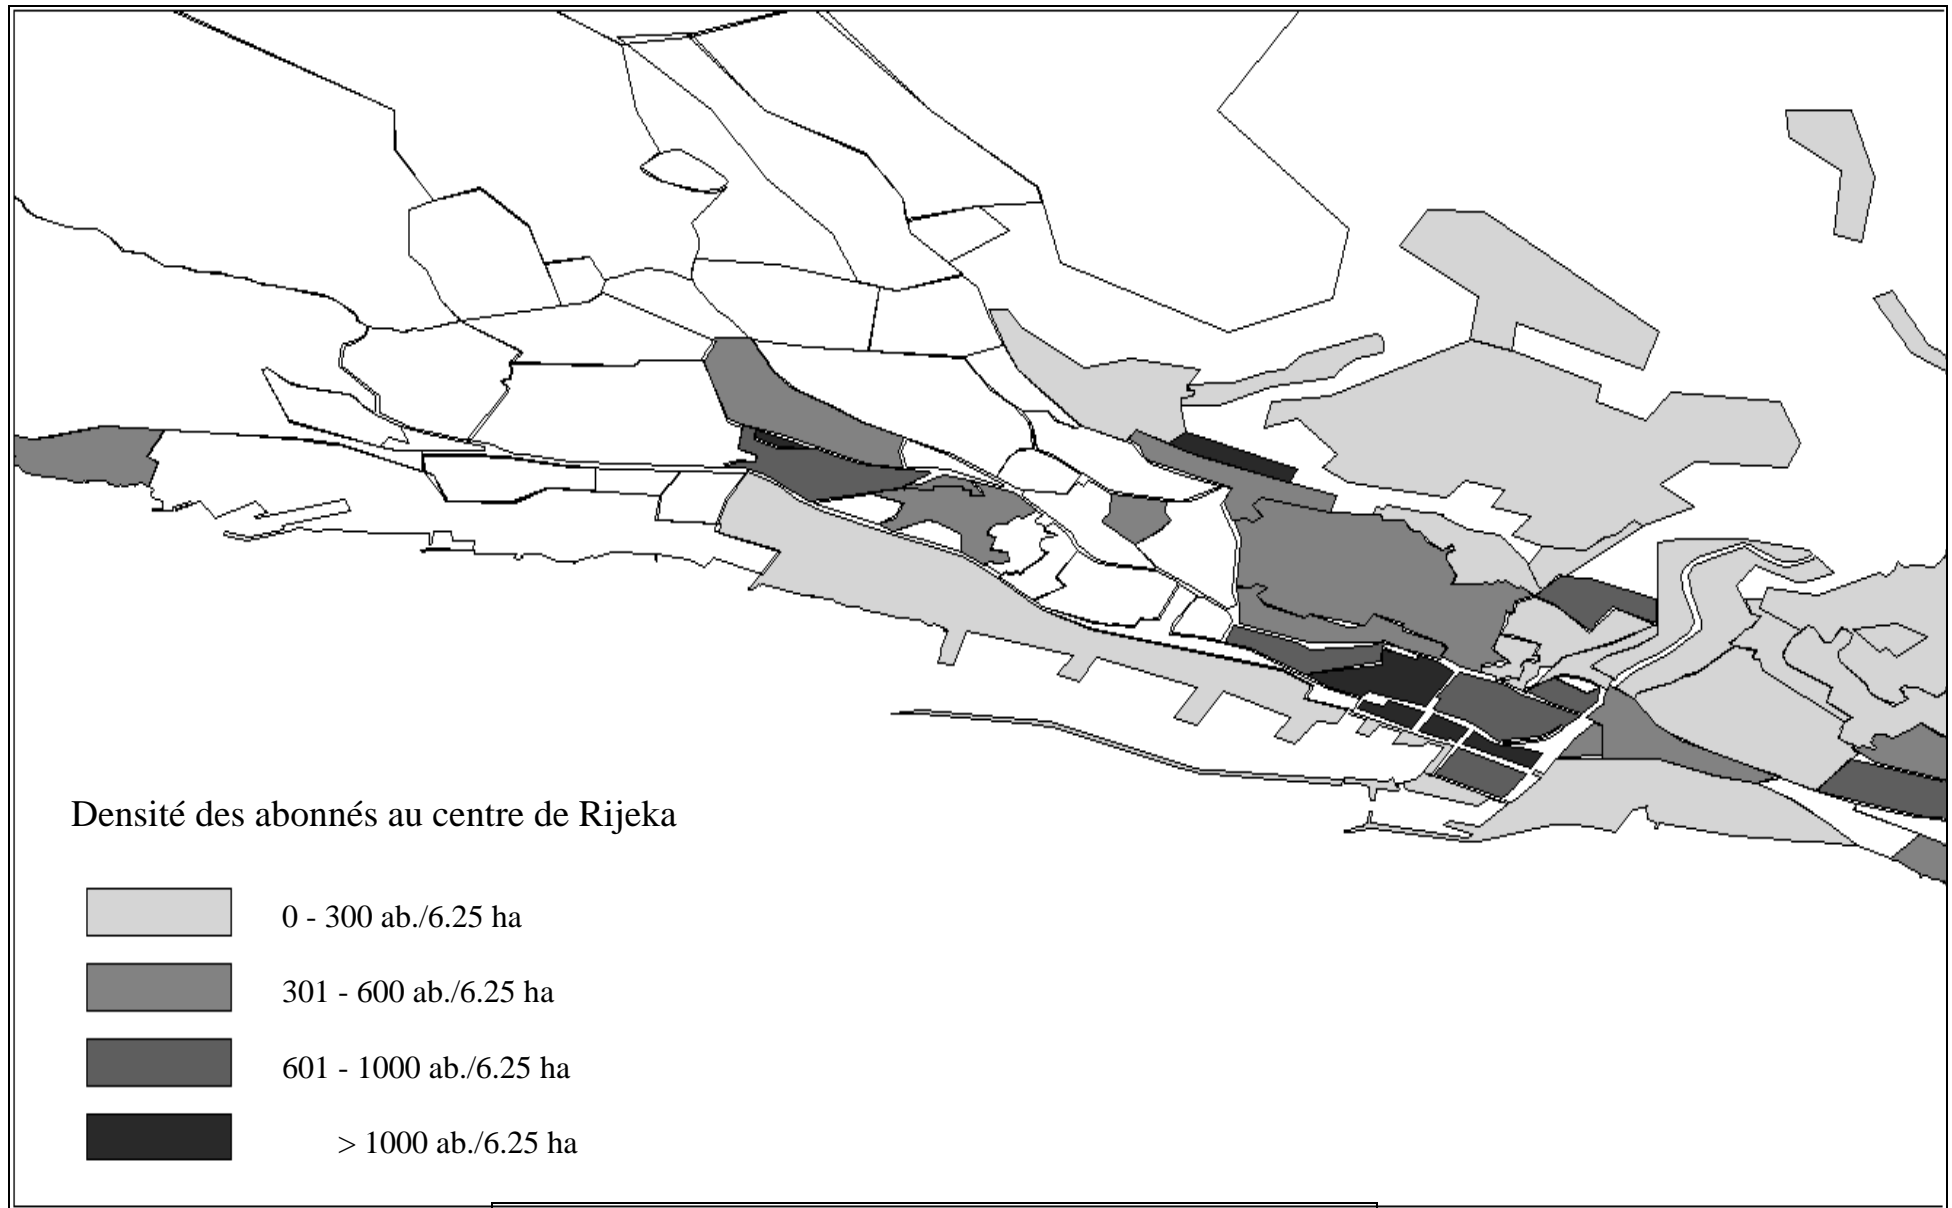 Densité des abonnés au centre de Rijeka
0 - 300 ab./6.25 ha
301 - 600 ab./6.25 ha
601 - 1000 ab./6.25 ha
> 1000 ab./6.25 ha